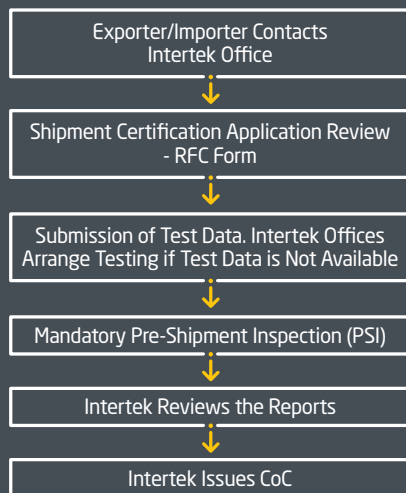 Exporter/Importer Contacts
Intertek Office
Shipment Certification Application Review
- RFC Form
Submission of Test Data. Intertek Offices
Arrange Testing if Test Data is Not Available
Mandatory Pre-Shipment Inspection (PSI)
Intertek Reviews the Reports
Intertek Issues CoC